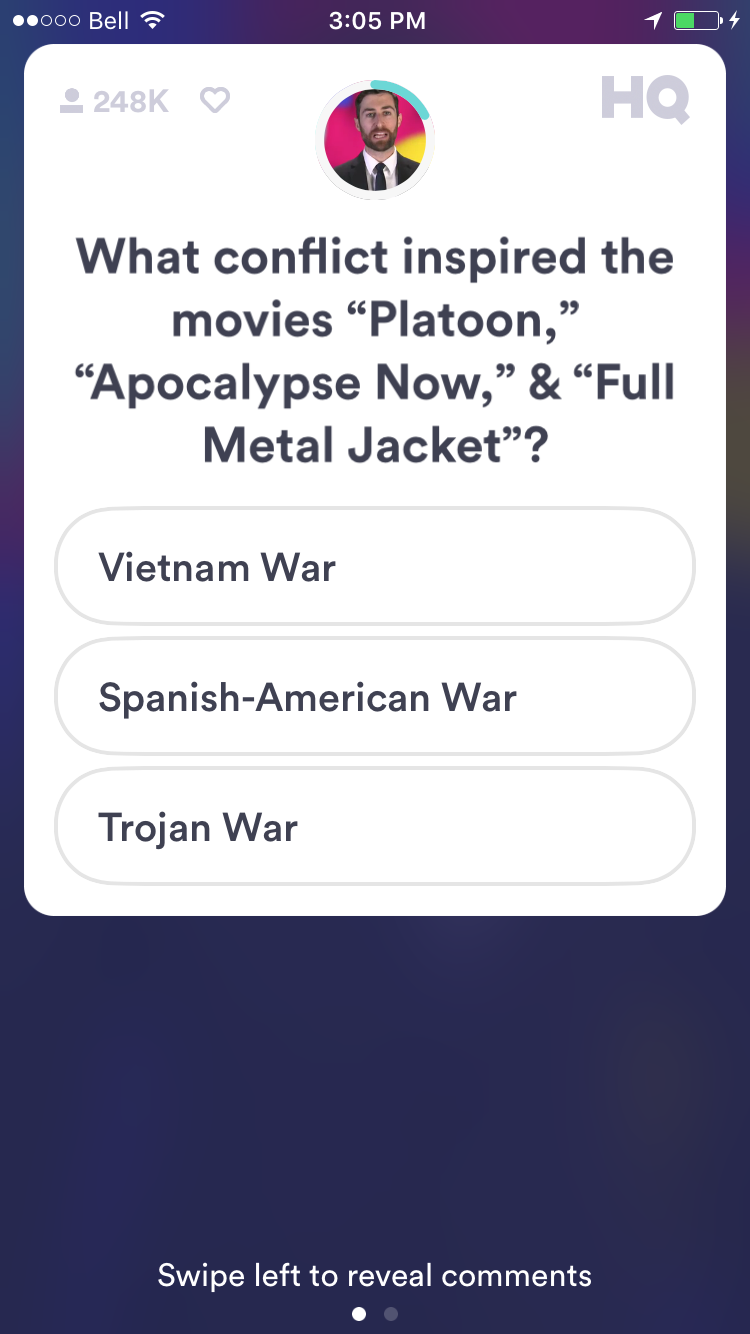 Bell 3:05 PM
248K HQ
What conflict inspired the
movies “Platoon,”
“Apocalypse Now,” & “Full
Metal Jacket”?
Vietnam War
Spanish-American War
Trojan War
Swipe left to reveal comments